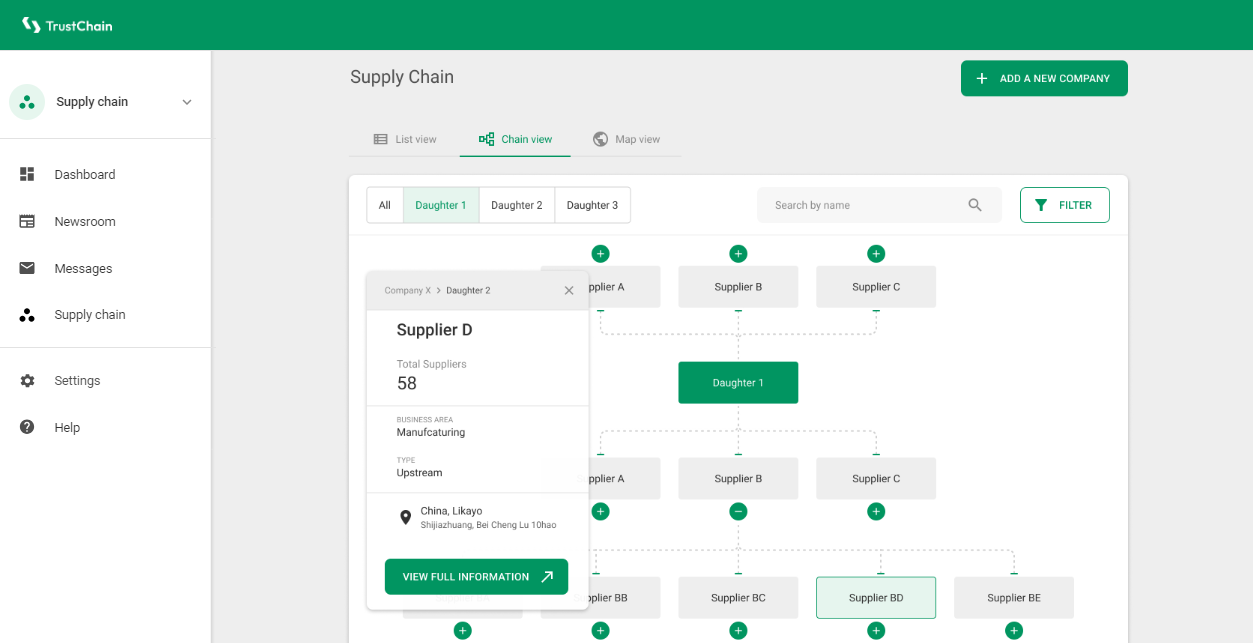 TrustChain
Supply chain
Dashboard
Newsroom
Messages
Supply chain
Settings
Help
Supply Chain
ADD A NEW COMPANY
List view
Chain view
Map view
All
Daughter 1
Daughter 2
Daughter 3
Search by name
FILTER
pplier A
Supplier B
Supplier C
Daughter 1
pplier A
Supplier B
Supplier C
pplier BB
Supplier BC
Supplier BD
Supplier BE
Company X > Daughter 2
Supplier D
Total Suppliers
58
BUSINESS AREA
Manufcaturing
TYPE
Upstream
China, Likayo
Shijiazhuang, Bei Cheng Lu 10hao
VIEW FULL INFORMATION